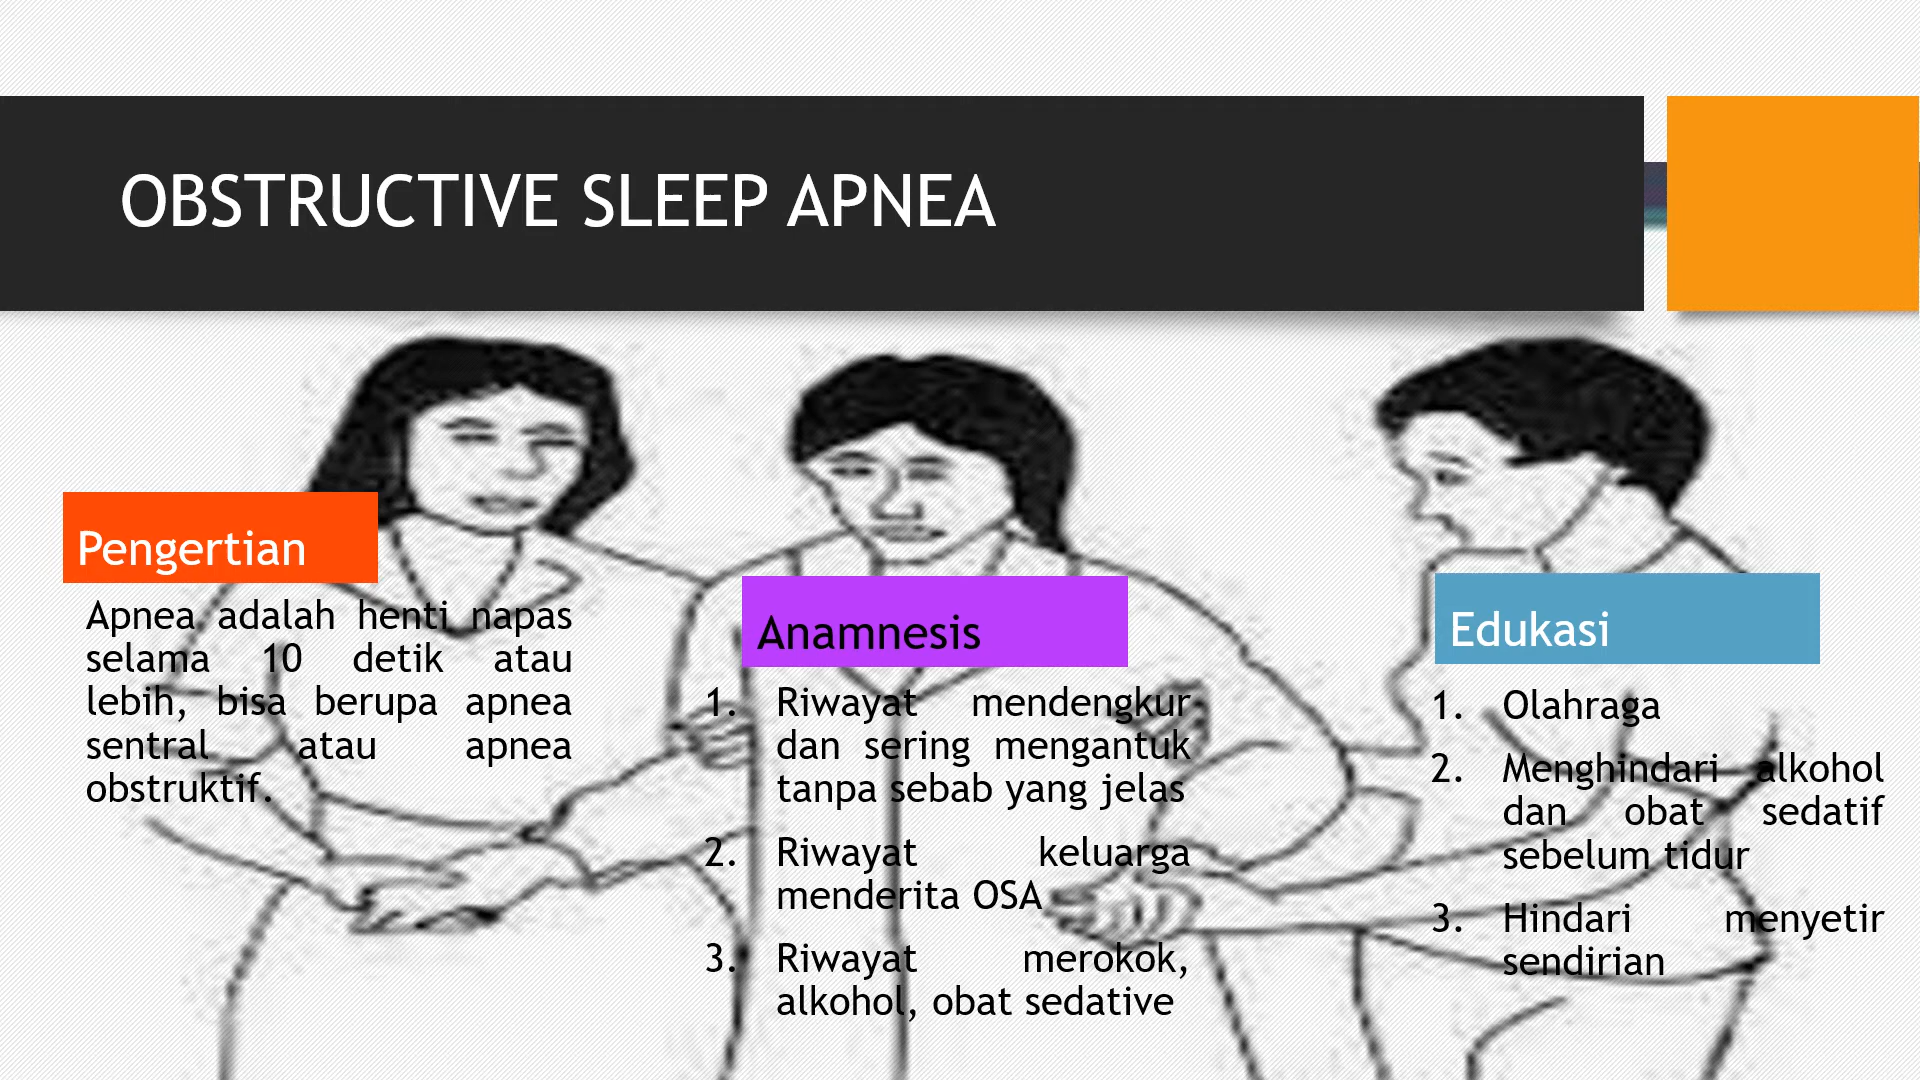 OBSTRUCTIVE SLEEP APNEA
Pengertian
Apnea adalah henti napas
selama 10 detik atau
lebih, bisa berupa apnea
sentral atau apnea
obstruktif.
Anamnesis
1. Riwayat mendengkur
dan sering mengantuk
tanpa sebab yang jelas
2. Riwayat keluarga
menderita OSA
3. Riwayat merokok,
alkohol, obat sedative
Edukasi
1. Olahraga
2. Menghindari alkohol
dan obat sedatif
sebelum tidur
3. Hindari menyetir
sendirian